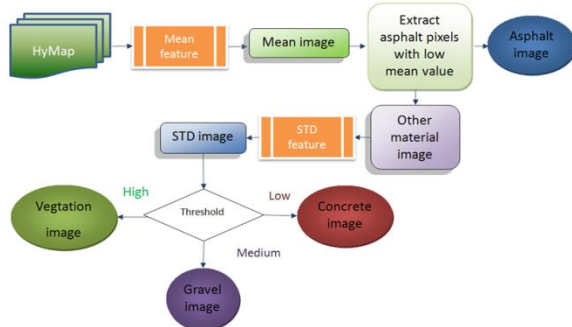 HyMap
Mean
feature
Mean image
Extract
asphalt pixels
with low
mean value
Asphalt
image
Other
material
image
STD
feature
STD image
High
Low
Threshold
Vegtation
image
Concrete
image
Medium
Gravel
image